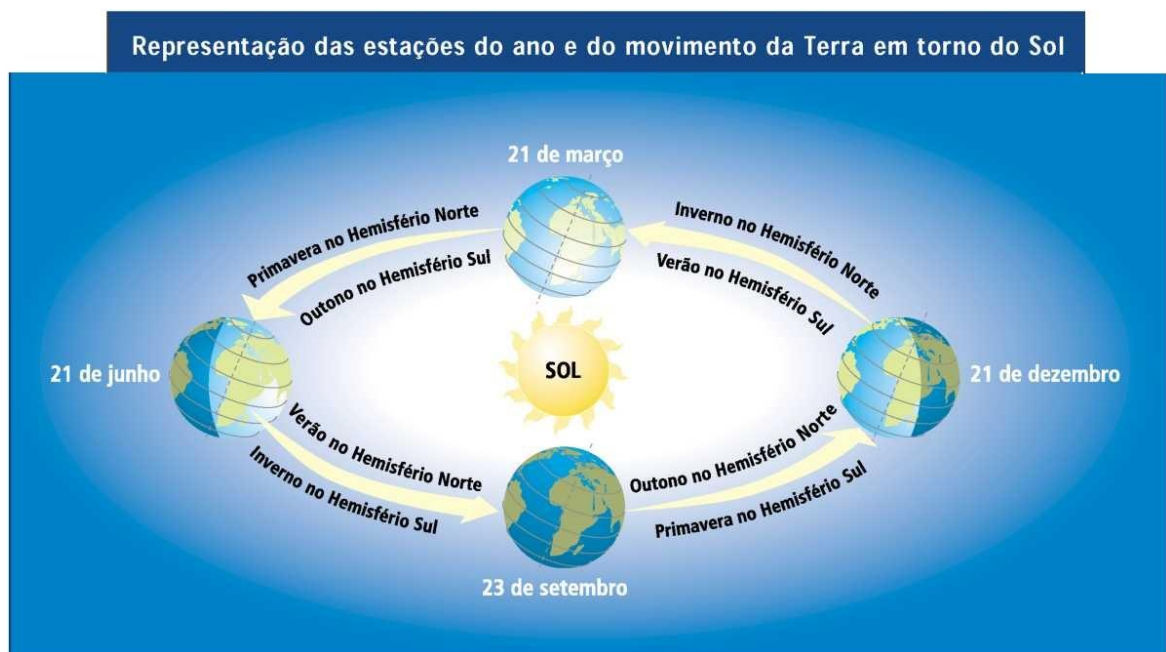 Representação das estações do ano e do movimento da Terra em torno do Sol
21 de março
Primavera no Hemisfério Norte
Outono no Hemisfério Sul
Inverno no Hemisfério Norte
Verão no Hemisfério Sul
21 de junho
SOL
21 de dezembro
Verão no Hemisfério Norte
Inverno no Hemisfério Sul
Outono no Hemisfério Norte
Primavera no Hemisfério Sul
23 de setembro